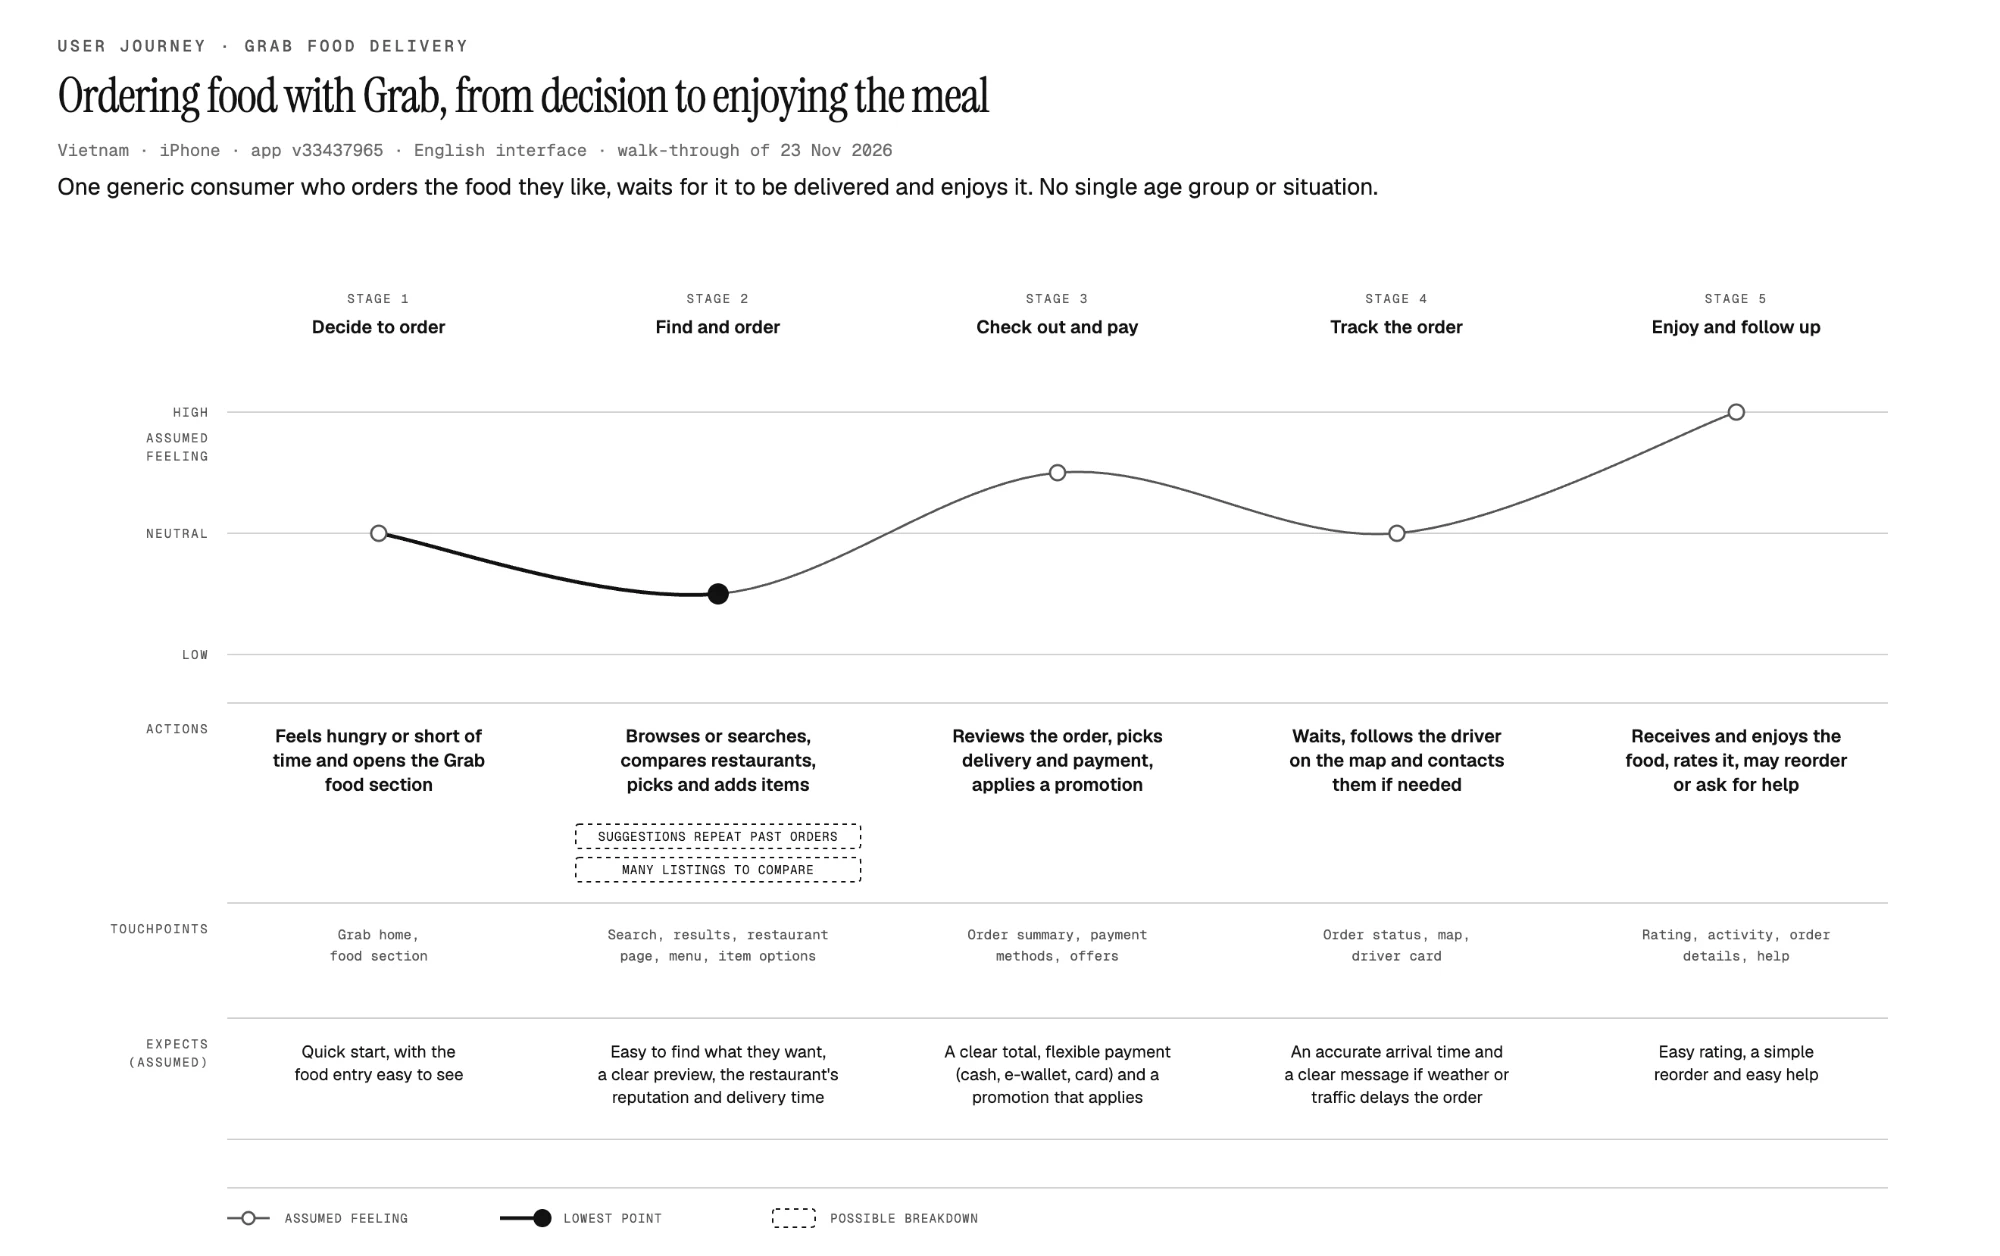 USER JOURNEY · GRAB FOOD DELIVERY
Ordering food with Grab, from decision to enjoying the meal
Vietnam · iPhone · app v33437965 · English interface · walk-through of 23 Nov 2026
One generic consumer who orders the food they like, waits for it to be delivered and enjoys it. No single age group or situation.
STAGE 1
Decide to order
STAGE 2
Find and order
STAGE 3
Check out and pay
STAGE 4
Track the order
STAGE 5
Enjoy and follow up
HIGH
ASSUMED
FEELING
NEUTRAL
LOW
ACTIONS
Feels hungry or short of
time and opens the Grab
food section
Browses or searches,
compares restaurants,
picks and adds items
SUGGESTIONS REPEAT PAST ORDERS
MANY LISTINGS TO COMPARE
Reviews the order, picks
delivery and payment,
applies a promotion
Waits, follows the driver
on the map and contacts
them if needed
Receives and enjoys the
food, rates it, may reorder
or ask for help
TOUCHPOINTS
Grab home,
food section
Search, results, restaurant
page, menu, item options
Order summary, payment
methods, offers
Order status, map,
driver card
Rating, activity, order
details, help
EXPECTS
(ASSUMED)
Quick start, with the
food entry easy to see
Easy to find what they want,
a clear preview, the restaurant's
reputation and delivery time
A clear total, flexible payment
(cash, e-wallet, card) and a
promotion that applies
An accurate arrival time and
a clear message if weather or
traffic delays the order
Easy rating, a simple
reorder and easy help
ASSUMED FEELING
LOWEST POINT
POSSIBLE BREAKDOWN